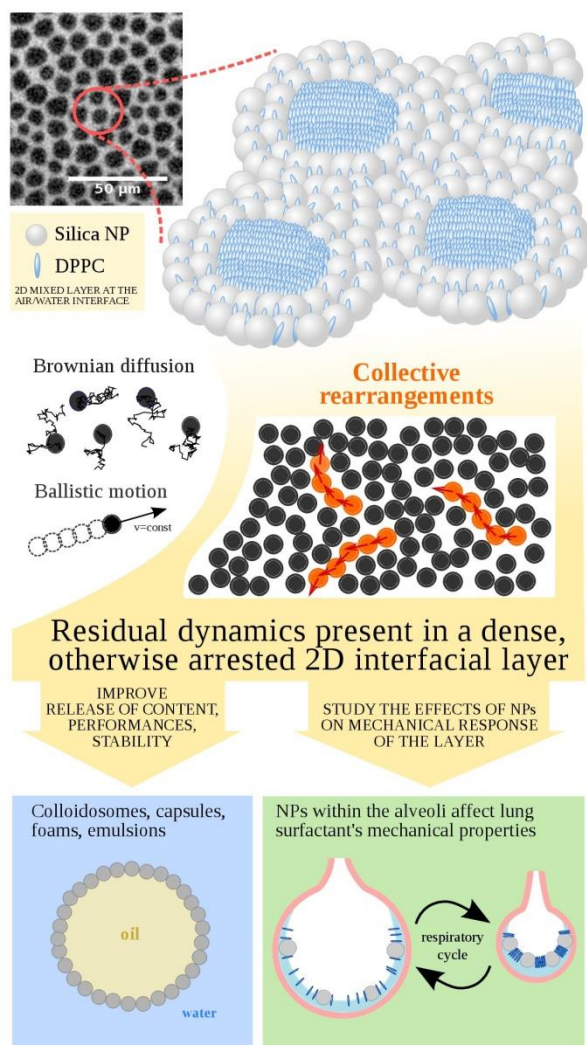 50 μm
Silica NP
DPPC
2D MIXED LAYER AT THE
AIR/WATER INTERFACE
Brownian diffusion
Ballistic motion
v=const
Collective
rearrangements
Residual dynamics present in a dense,
otherwise arrested 2D interfacial layer
IMPROVE
RELEASE OF CONTENT,
PERFORMANCES,
STABILITY
STUDY THE EFFECTS OF NPs
ON MECHANICAL RESPONSE
OF THE LAYER
Colloidosomes, capsules,
foams, emulsions
oil
water
NPs within the alveoli affect lung
surfactant's mechanical properties
respiratory
cycle